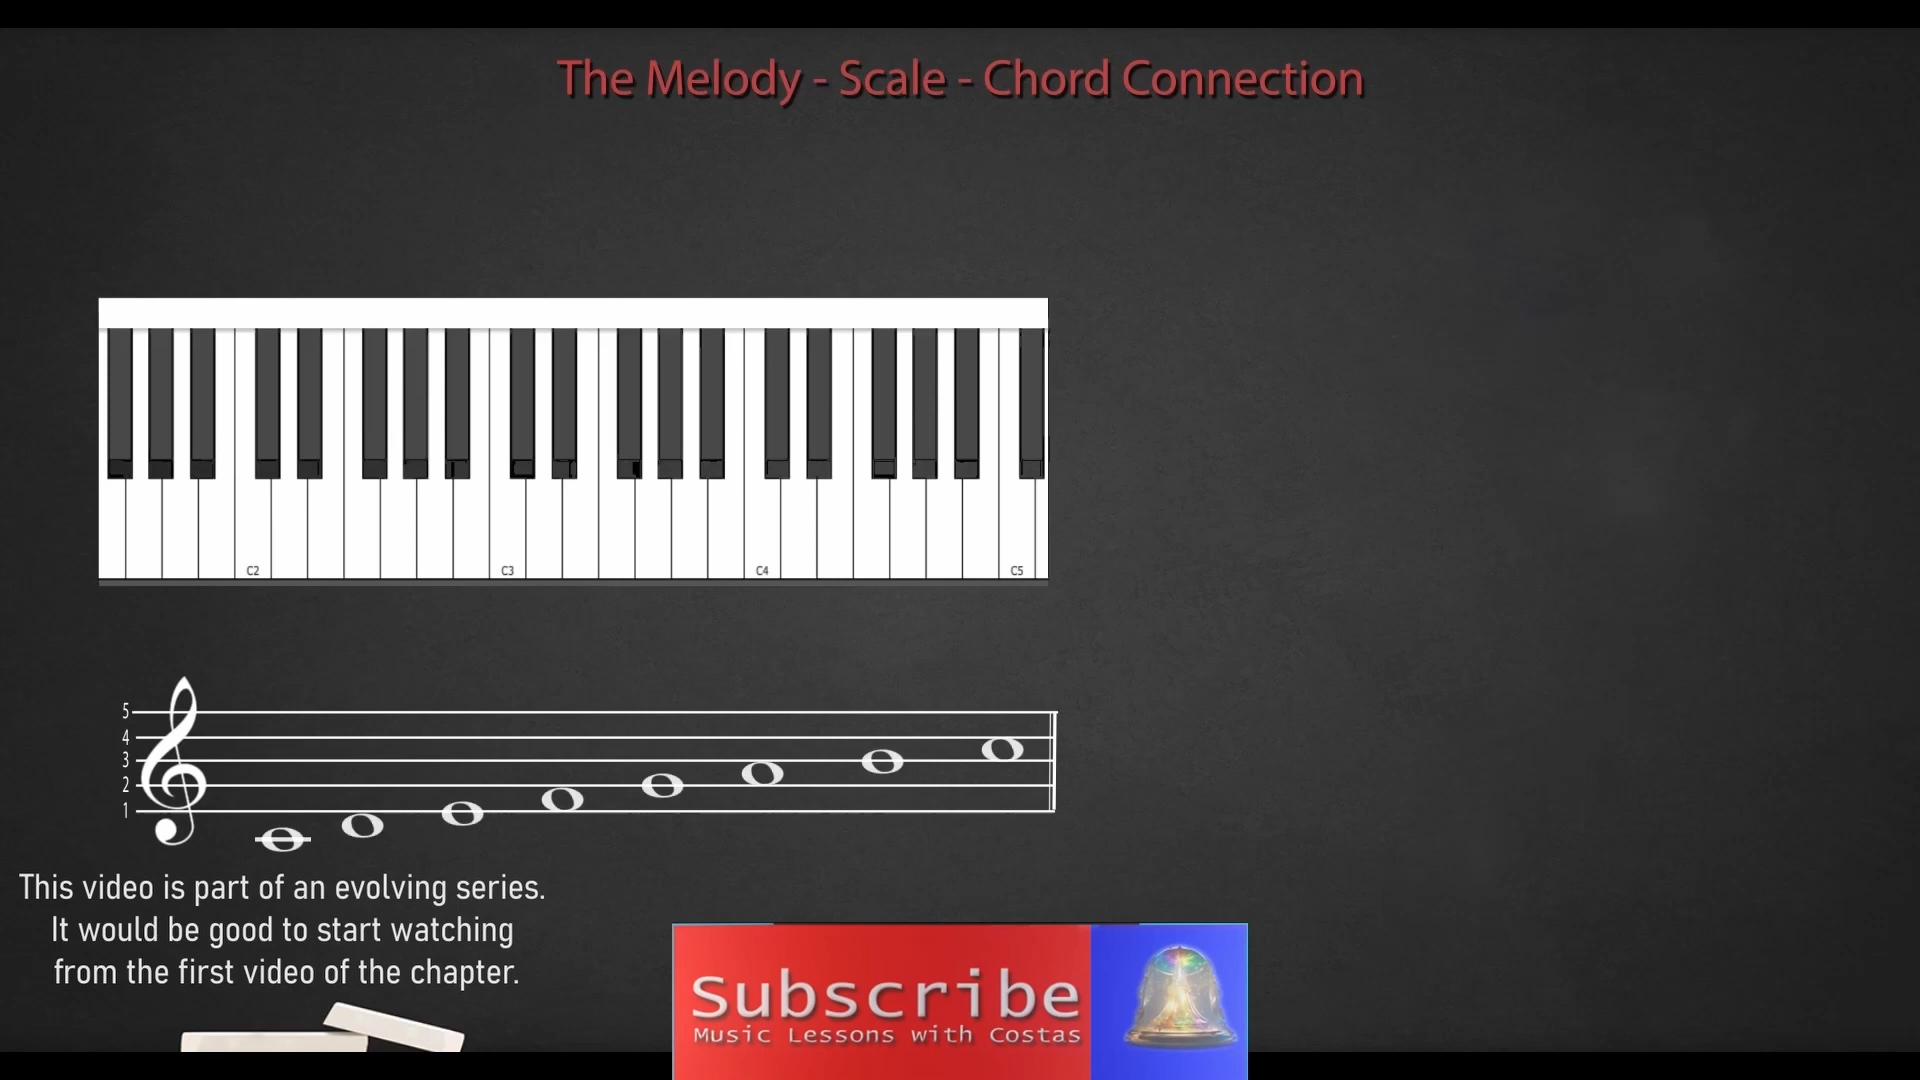 The Melody - Scale - Chord Connection
C2 C3 C4 C5
5
4
3
2
1
This video is part of an evolving series.
It would be good to start watching
from the first video of the chapter.
Subscribe
Music Lessons with Costas